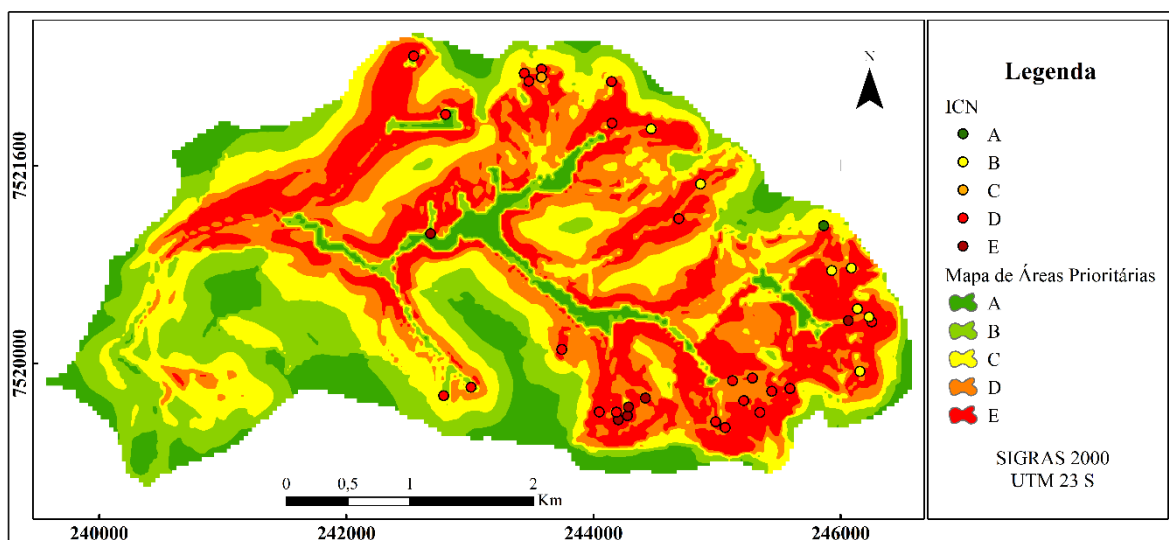 N
7521600
7520000
0
0,5
1
2
Km
240000
242000
244000
246000
Legenda
ICN
A
B
C
D
E
Mapa de Áreas Prioritárias
A
B
C
D
E
SIGRAS 2000
UTM 23 S